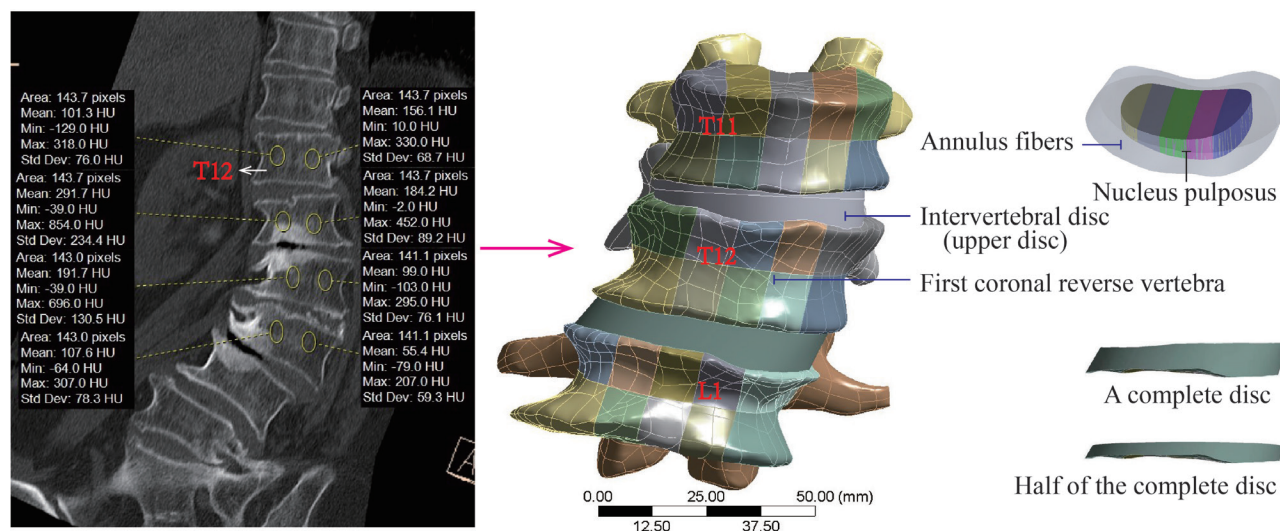 Area: 143.7 pixels
Mean: 101.3 HU
Min: -129.0 HU
Max: 318.0 HU
Std Dev: 76.0 HU
Area: 143.7 pixels
Mean: 291.7 HU
Min: -39.0 HU
Max: 854.0 HU
Std Dev: 234.4 HU
Area: 143.0 pixels
Mean: 191.7 HU
Min: -39.0 HU
Max: 696.0 HU
Std Dev: 130.5 HU
Area: 143.0 pixels
Mean: 107.6 HU
Min: -64.0 HU
Max: 307.0 HU
Std Dev: 78.3 HU
T12
Area: 143.7 pixels
Mean: 156.1 HU
Min: 10.0 HU
Max: 330.0 HU
Std Dev: 68.7 HU
Area: 143.7 pixels
Mean: 184.2 HU
Min: -2.0 HU
Max: 452.0 HU
Std Dev: 89.2 HU
Area: 141.1 pixels
Mean: 99.0 HU
Min: -103.0 HU
Max: 295.0 HU
Std Dev: 76.1 HU
Area: 141.1 pixels
Mean: 55.4 HU
Min: -79.0 HU
Max: 207.0 HU
Std Dev: 59.3 HU
A
T11
T12
L1
0.00 25.00 50.00 (mm)
12.50 37.50
Annulus fibers
Nucleus pulposus
Intervertebral disc
(upper disc)
First coronal reverse vertebra
A complete disc
Half of the complete disc